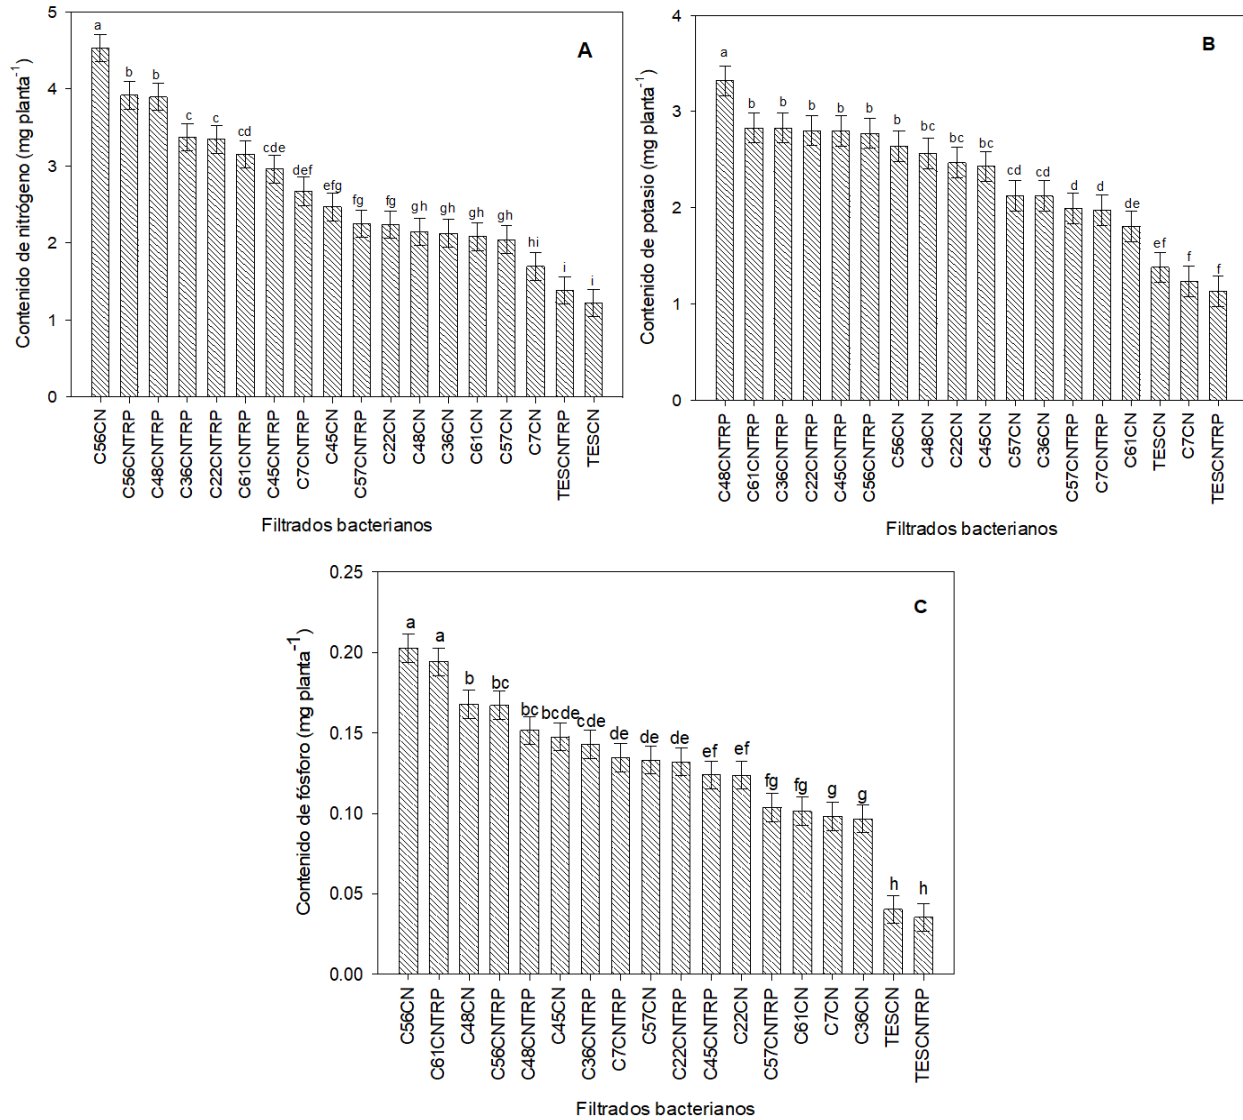 A
Contenido de nitrógeno (mg planta-1)
5
4
3
2
1
0
a
b
b
c
c
cd
cde
def
efg
fg
fg
gh
gh
gh
gh
hi
i
i
C56CN
C56CNTRP
C48CNTRP
C36CNTRP
C22CNTRP
C61CNTRP
C45CNTRP
C7CNTRP
C45CN
C57CNTRP
C22CN
C48CN
C36CN
C61CN
C57CN
C7CN
TESCNTRP
TESCN
Filtrados bacterianos
B
Contenido de potasio (mg planta-1)
4
3
2
1
0
a
b
b
b
b
b
b
bc
bc
bc
cd
cd
d
d
de
ef
f
f
C48CNTRP
C61CNTRP
C36CNTRP
C22CNTRP
C45CNTRP
C56CNTRP
C56CN
C48CN
C22CN
C45CN
C57CN
C36CN
C57CNTRP
C7CNTRP
C61CN
TESCN
C7CN
TESCNTRP
Filtrados bacterianos
C
Contenido de fósforo (mg planta-1)
0.25
0.20
0.15
0.10
0.05
0.00
a
a
b
bc
bc
bcde
cde
de
de
de
ef
ef
fg
fg
g
g
h
h
C56CN
C61CNTRP
C48CN
C56CNTRP
C48CNTRP
C45CN
C36CNTRP
C7CNTRP
C57CN
C22CNTRP
C45CNTRP
C22CN
C57CNTRP
C61CN
C7CN
C36CN
TESCN
TESCNTRP
Filtrados bacterianos